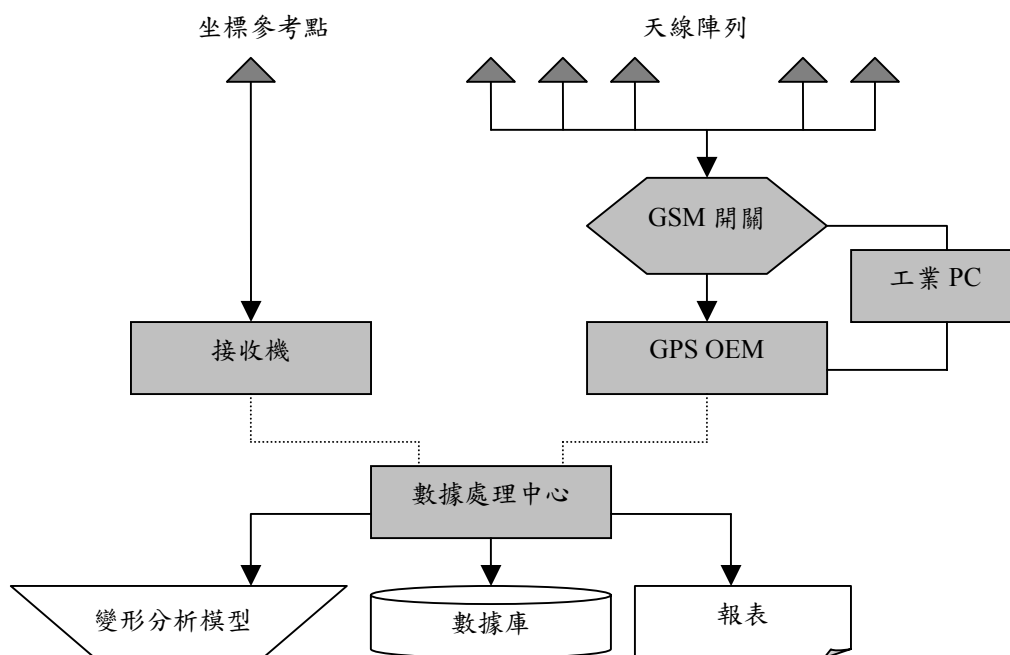 坐標參考點
天線陣列
GSM 開關
工業 PC
接收機
GPS OEM
數據處理中心
變形分析模型
數據庫
報表